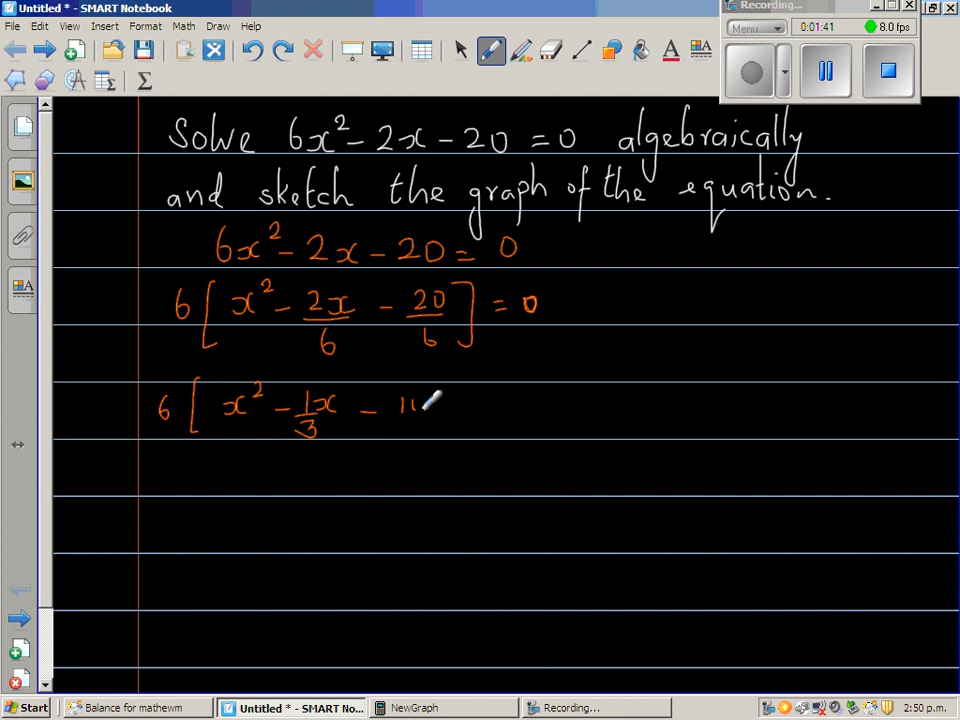 Untitled * - SMART Notebook
Recording...
File Edit View Insert Format Math Draw Help
Menu
0:01:41
8.0 fps
Solve 6x² - 2x - 20 = 0 algebraically
and sketch the graph of the equation.
6x² - 2x - 20 = 0
6 [ x² - 2x/6 - 20/6 ] = 0
6 [ x² - 1/3 x -
Start
Balance for mathewm
Untitled * - SMART No...
NewGraph
Recording...
2:50 p.m.